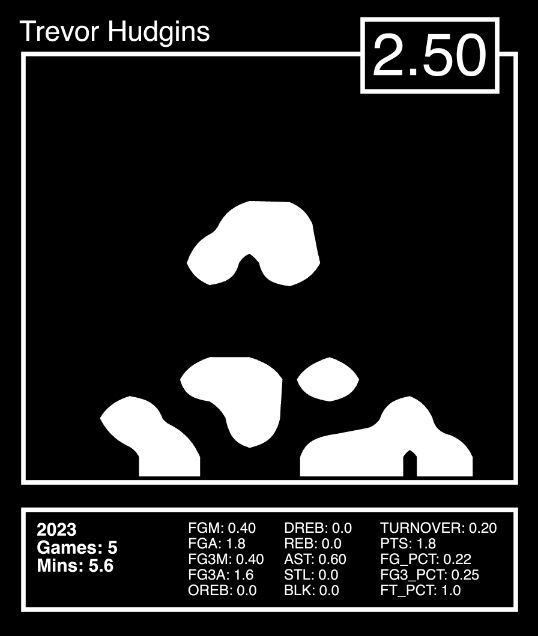 Trevor Hudgins
2.50
2023
Games: 5
Mins: 5.6
FGM: 0.40
FGA: 1.8
FG3M: 0.40
FG3A: 1.6
OREB: 0.0
DREB: 0.0
REB: 0.0
AST: 0.60
STL: 0.0
BLK: 0.0
TURNOVER: 0.20
PTS: 1.8
FG_PCT: 0.22
FG3_PCT: 0.25
FT_PCT: 1.0